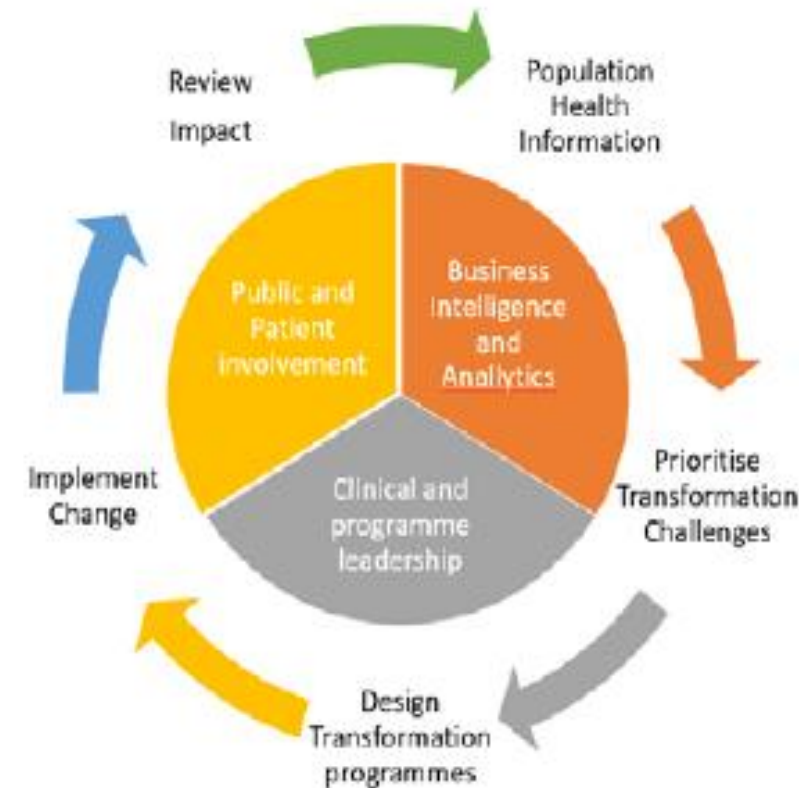 Review
Impact
Population
Health
Information
Public and
Patient
involvement
Business
Intelligence
and
Anallytics
Clinical and
programme
leadership
Prioritise
Transformation
Challenges
Implement
Change
Design
Transformation
programmes